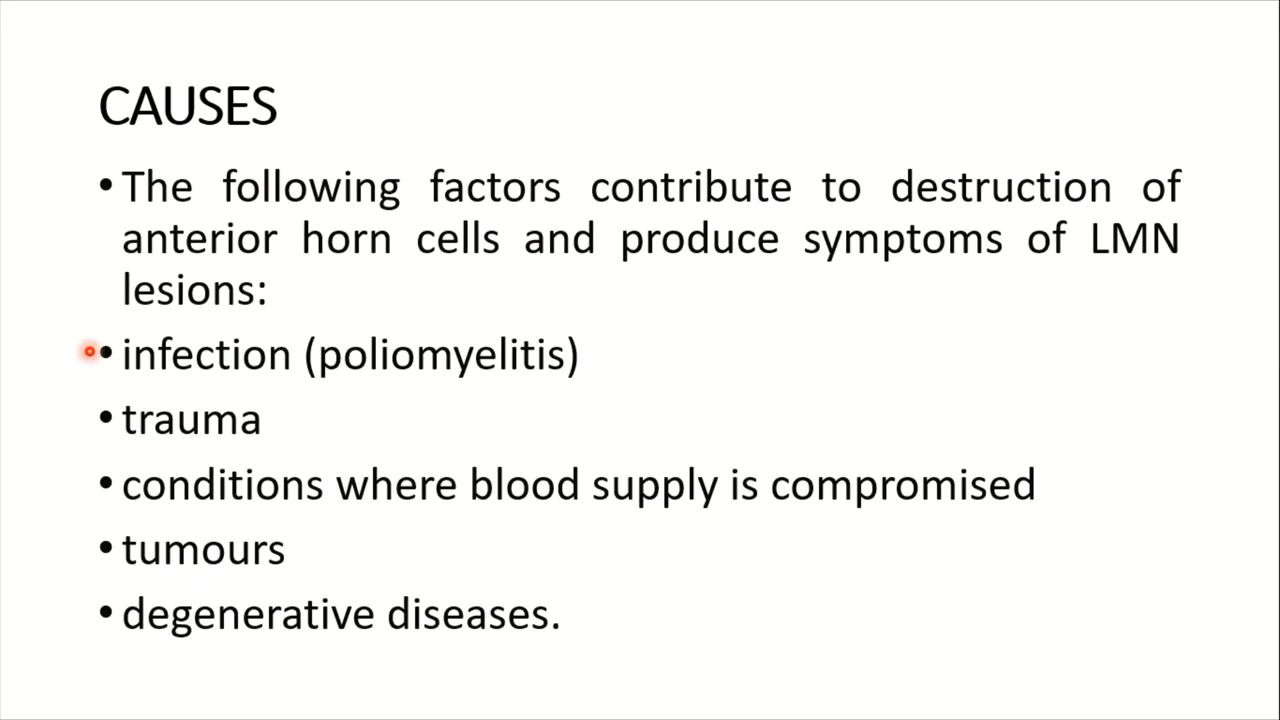 CAUSES
• The following factors contribute to destruction of
anterior horn cells and produce symptoms of LMN
lesions:
• infection (poliomyelitis)
• trauma
• conditions where blood supply is compromised
• tumours
• degenerative diseases.